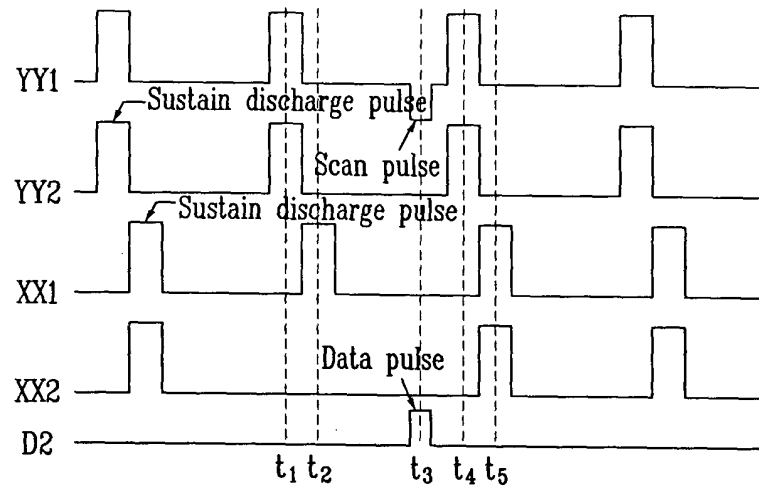 YY1
Sustain discharge pulse
Scan pulse
YY2
Sustain discharge pulse
XX1
Data pulse
XX2
D2
t1 t2 t3 t4 t5